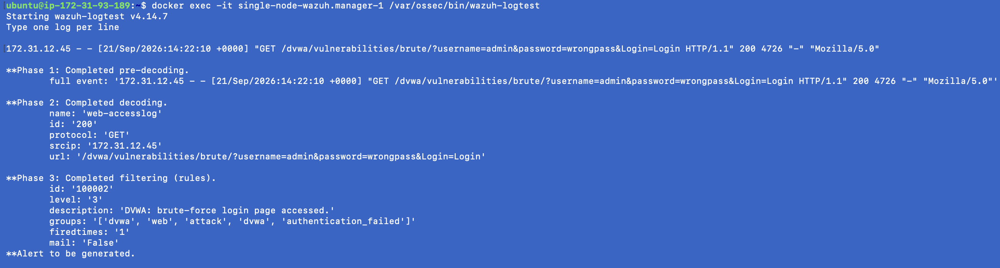 ubuntu@ip-172-31-93-189:~$ docker exec -it single-node-wazuh.manager-1 /var/ossec/bin/wazuh-logtest
Starting wazuh-logtest v4.14.7
Type one log per line
172.31.12.45 - - [21/Sep/2026:14:22:10 +0000] "GET /dvwa/vulnerabilities/brute/?username=admin&password=wrongpass&Login=Login HTTP/1.1" 200 4726 "-" "Mozilla/5.0"
**Phase 1: Completed pre-decoding.
full event: '172.31.12.45 - - [21/Sep/2026:14:22:10 +0000] "GET /dvwa/vulnerabilities/brute/?username=admin&password=wrongpass&Login=Login HTTP/1.1" 200 4726 "-" "Mozilla/5.0"'
**Phase 2: Completed decoding.
name: 'web-accesslog'
id: '200'
protocol: 'GET'
srcip: '172.31.12.45'
url: '/dvwa/vulnerabilities/brute/?username=admin&password=wrongpass&Login=Login'
**Phase 3: Completed filtering (rules).
id: '100002'
level: '3'
description: 'DVWA: brute-force login page accessed.'
groups: '['dvwa', 'web', 'attack', 'dvwa', 'authentication_failed']'
firedtimes: '1'
mail: 'False'
**Alert to be generated.